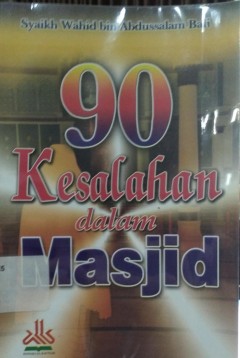 Syaikh Wahid bin Abdussalam Bali
90
Kesalahan
dalam
Masjid